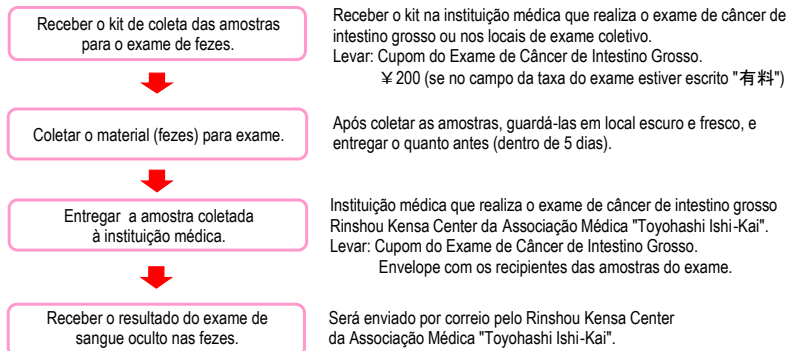 Receber o kit de coleta das amostras
para o exame de fezes.
Receber o kit na instituição médica que realiza o exame de câncer de
intestino grosso ou nos locais de exame coletivo.
Levar: Cupom do Exame de Câncer de Intestino Grosso.
￥200 (se no campo da taxa do exame estiver escrito "有料")
Coletar o material (fezes) para exame.
Após coletar as amostras, guardá-las em local escuro e fresco, e
entregar o quanto antes (dentro de 5 dias).
Entregar a amostra coletada
à instituição médica.
Instituição médica que realiza o exame de câncer de intestino grosso
Rinshou Kensa Center da Associação Médica "Toyohashi Ishi-Kai".
Levar: Cupom do Exame de Câncer de Intestino Grosso.
Envelope com os recipientes das amostras do exame.
Receber o resultado do exame de
sangue oculto nas fezes.
Será enviado por correio pelo Rinshou Kensa Center
da Associação Médica "Toyohashi Ishi-Kai".